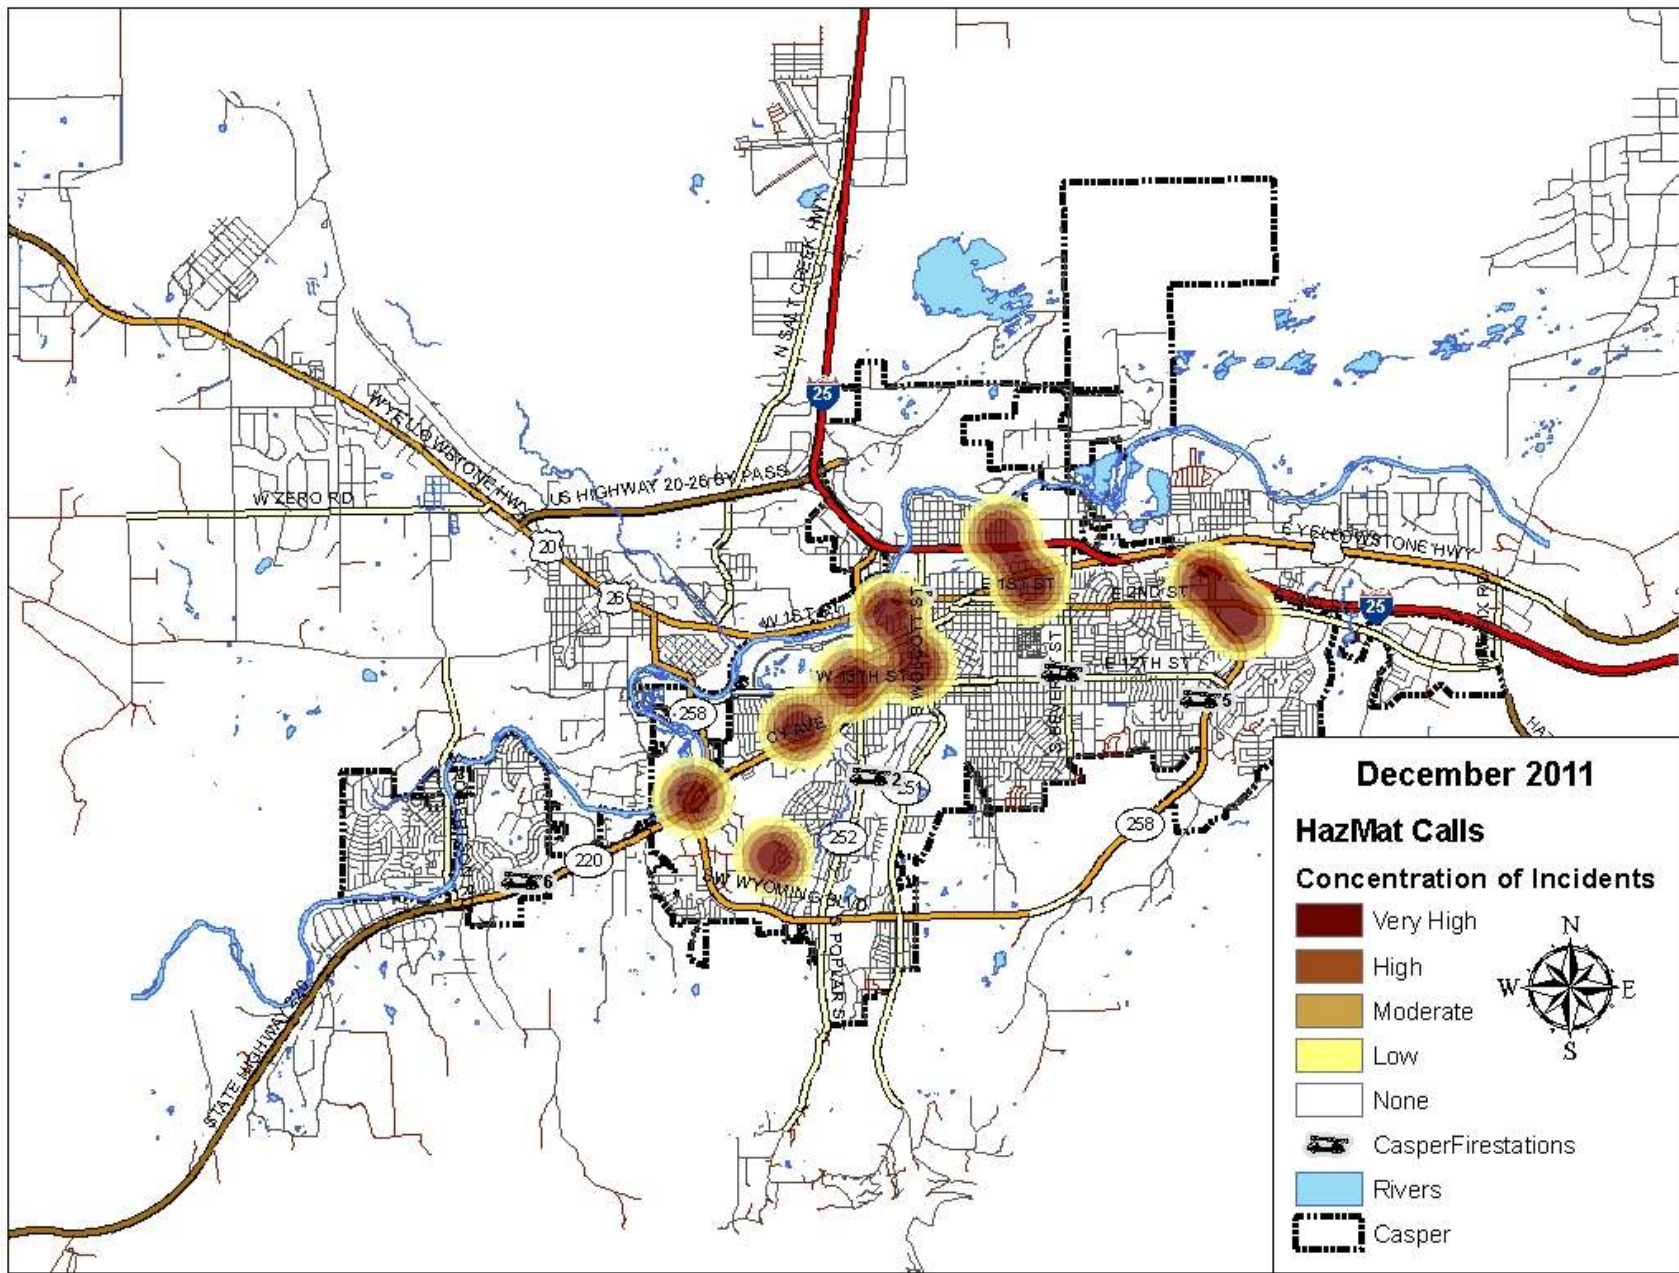 N SALT CREEK HWY
25
W YELLOWSTONE HWY
US HIGHWAY 20-26 BY PASS
W ZERO RD
20
E YELLOWSTONE HWY
26
E 1ST ST
E 2ND ST
W 1ST ST
25
E 12TH ST
W 13TH ST
5
258
CY AVE
2
252
258
220
6
SW WYOMING BLVD
S POPLAR S
STATE HIGHWAY 220
December 2011
HazMat Calls
Concentration of Incidents
Very High
High
Moderate
Low
None
CasperFirestations
Rivers
Casper
N
W
E
S